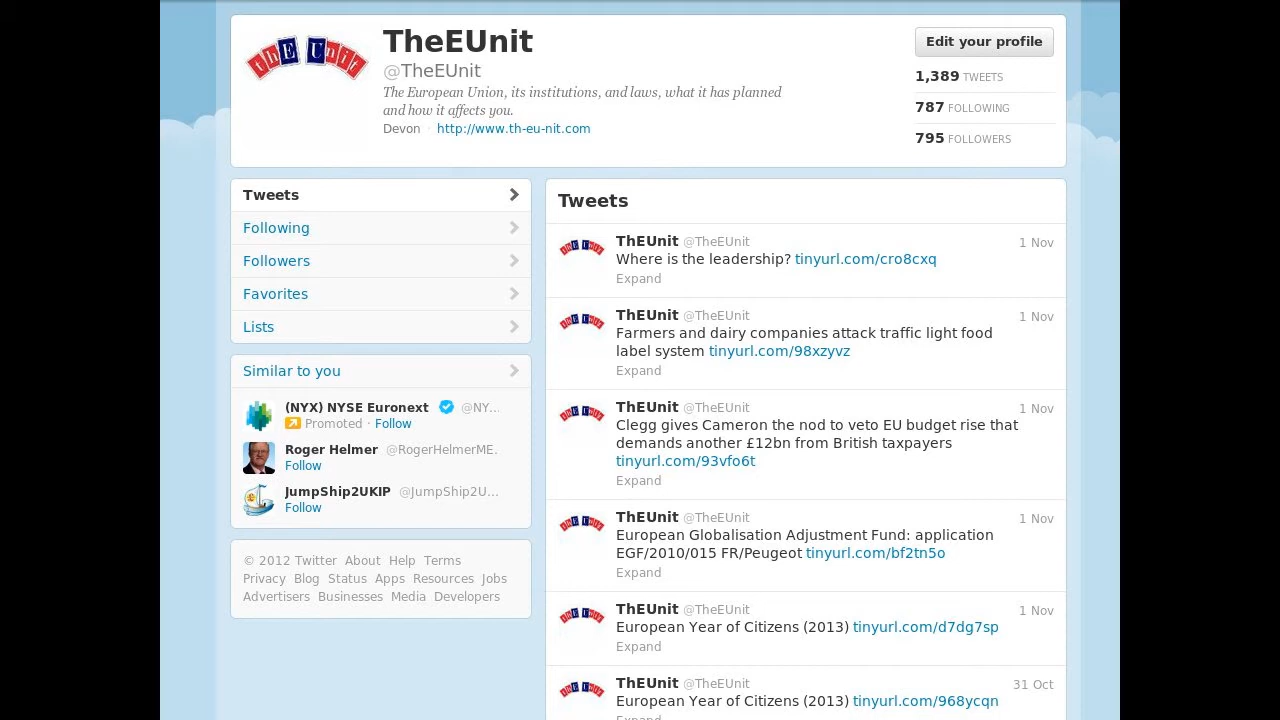 thEUnit
TheEUnit
@TheEUnit
The European Union, its institutions, and laws, what it has planned
and how it affects you.
Devon · http://www.th-eu-nit.com
Edit your profile
1,389 TWEETS
787 FOLLOWING
795 FOLLOWERS
Tweets
Following
Followers
Favorites
Lists
Similar to you
(NYX) NYSE Euronext @NY...
Promoted · Follow
Roger Helmer @RogerHelmerME.
Follow
JumpShip2UKIP @JumpShip2U...
Follow
© 2012 Twitter About Help Terms
Privacy Blog Status Apps Resources Jobs
Advertisers Businesses Media Developers
Tweets
ThEUnit @TheEUnit 1 Nov
Where is the leadership? tinyurl.com/cro8cxq
Expand
ThEUnit @TheEUnit 1 Nov
Farmers and dairy companies attack traffic light food
label system tinyurl.com/98xzyvz
Expand
ThEUnit @TheEUnit 1 Nov
Clegg gives Cameron the nod to veto EU budget rise that
demands another £12bn from British taxpayers
tinyurl.com/93vfo6t
Expand
ThEUnit @TheEUnit 1 Nov
European Globalisation Adjustment Fund: application
EGF/2010/015 FR/Peugeot tinyurl.com/bf2tn5o
Expand
ThEUnit @TheEUnit 1 Nov
European Year of Citizens (2013) tinyurl.com/d7dg7sp
Expand
ThEUnit @TheEUnit 31 Oct
European Year of Citizens (2013) tinyurl.com/968ycqn
Expand